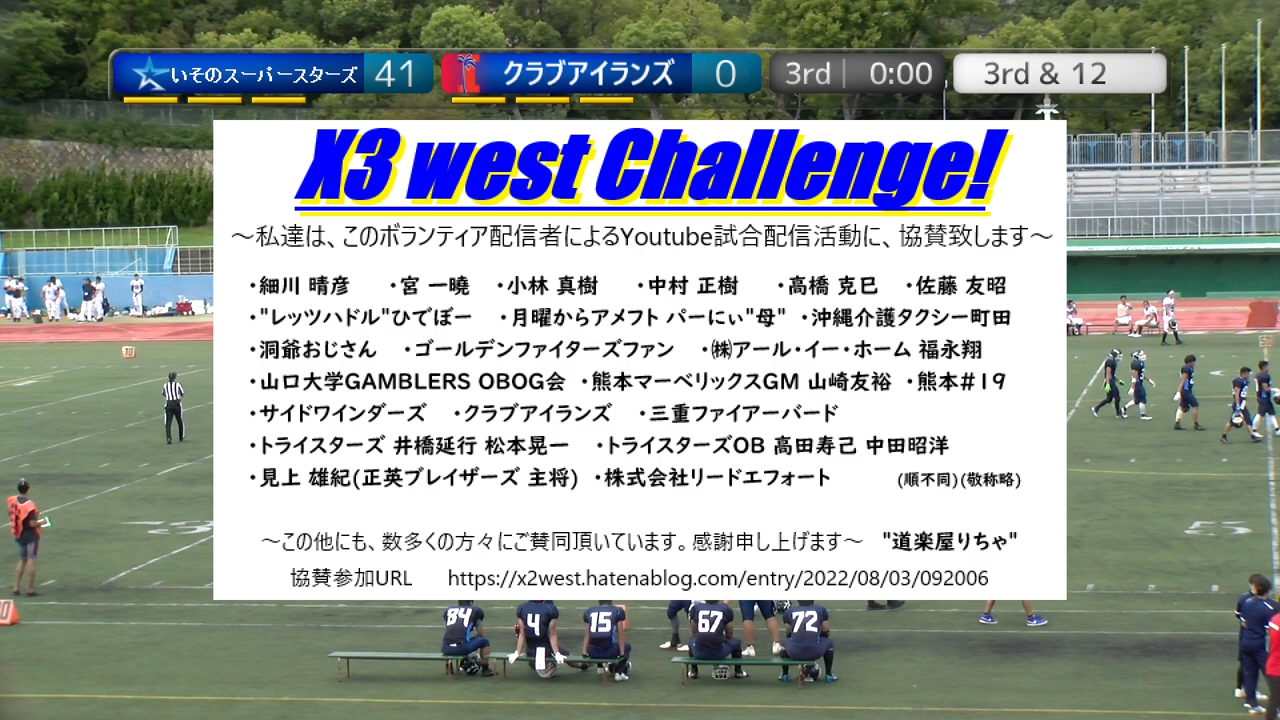 いそのスーパースターズ 41 クラブアイランズ 0 3rd 0:00 3rd & 12
X3 west Challenge!
～私達は、このボランティア配信者によるYoutube試合配信活動に、協賛致します～
・細川 晴彦 ・宮 一曉 ・小林 真樹 ・中村 正樹 ・高橋 克巳 ・佐藤 友昭
・"レッツハドル"ひでぼー ・月曜からアメフト パーにぃ"母" ・沖縄介護タクシー町田
・洞爺おじさん ・ゴールデンファイターズファン ・㈱アール・イー・ホーム 福永翔
・山口大学GAMBLERS OBOG会 ・熊本マーベリックスGM 山崎友裕 ・熊本#19
・サイドワインダーズ ・クラブアイランズ ・三重ファイアーバード
・トライスターズ 井橋延行 松本晃一 ・トライスターズOB 高田寿己 中田昭洋
・見上 雄紀(正英ブレイザーズ 主将) ・株式会社リードエフォート (順不同)(敬称略)
～この他にも、数多くの方々にご賛同頂いています。感謝申し上げます～ "道楽屋りちゃ"
協賛参加URL https://x2west.hatenablog.com/entry/2022/08/03/092006
84 4 15 67 72